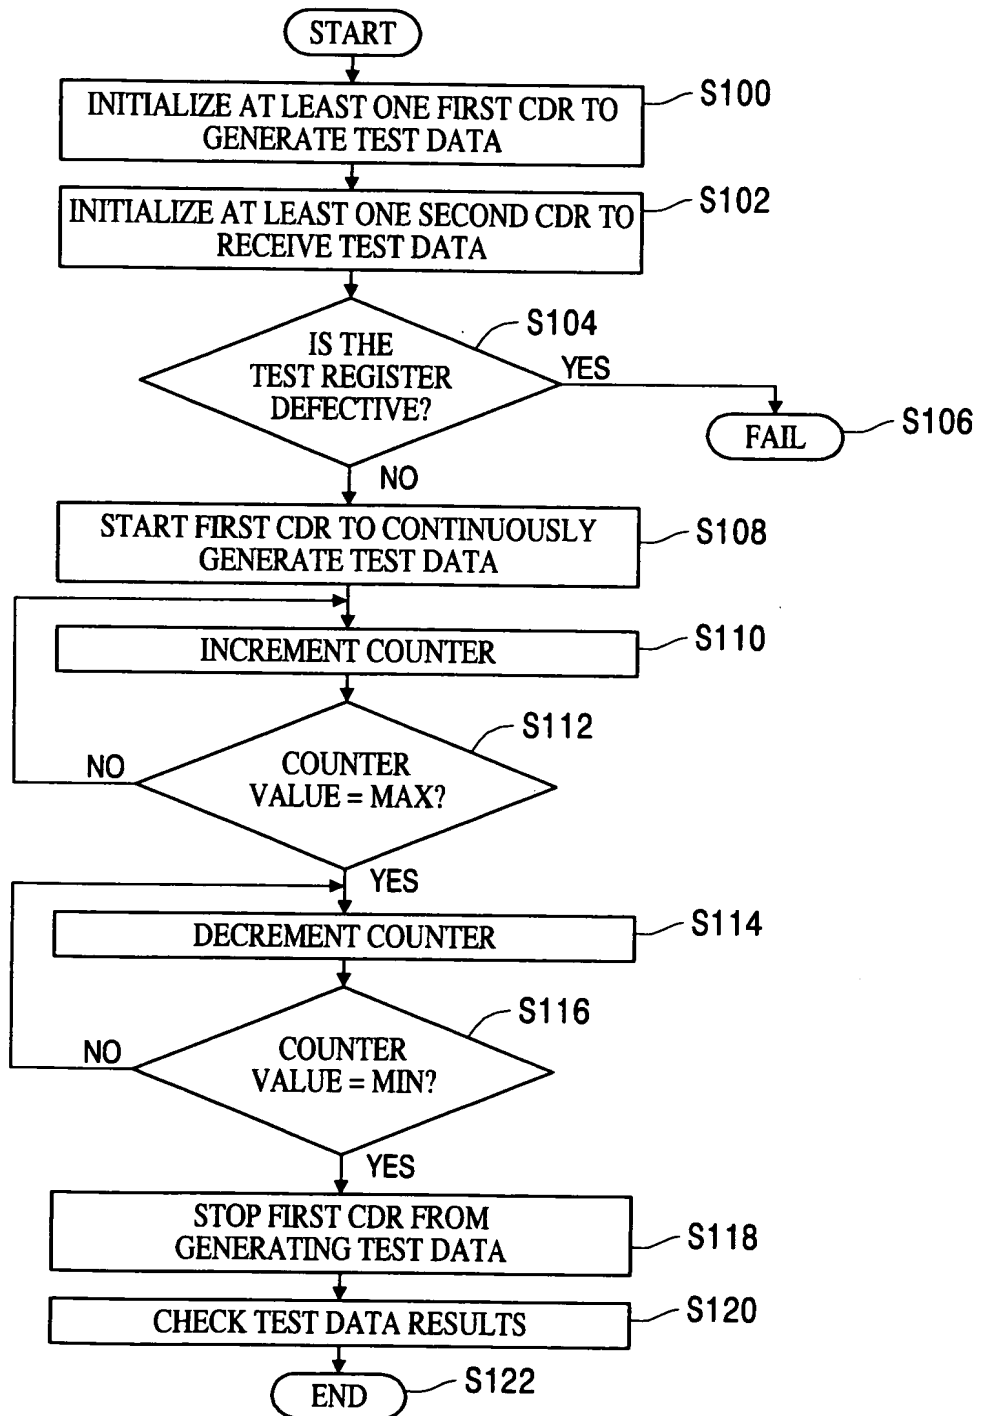 START
INITIALIZE AT LEAST ONE FIRST CDR TO
GENERATE TEST DATA
S100
INITIALIZE AT LEAST ONE SECOND CDR TO
RECEIVE TEST DATA
S102
IS THE
TEST REGISTER
DEFECTIVE?
S104
YES
FAIL
S106
NO
START FIRST CDR TO CONTINUOUSLY
GENERATE TEST DATA
S108
INCREMENT COUNTER
S110
COUNTER
VALUE = MAX?
S112
NO
YES
DECREMENT COUNTER
S114
COUNTER
VALUE = MIN?
S116
NO
YES
STOP FIRST CDR FROM
GENERATING TEST DATA
S118
CHECK TEST DATA RESULTS
S120
END
S122